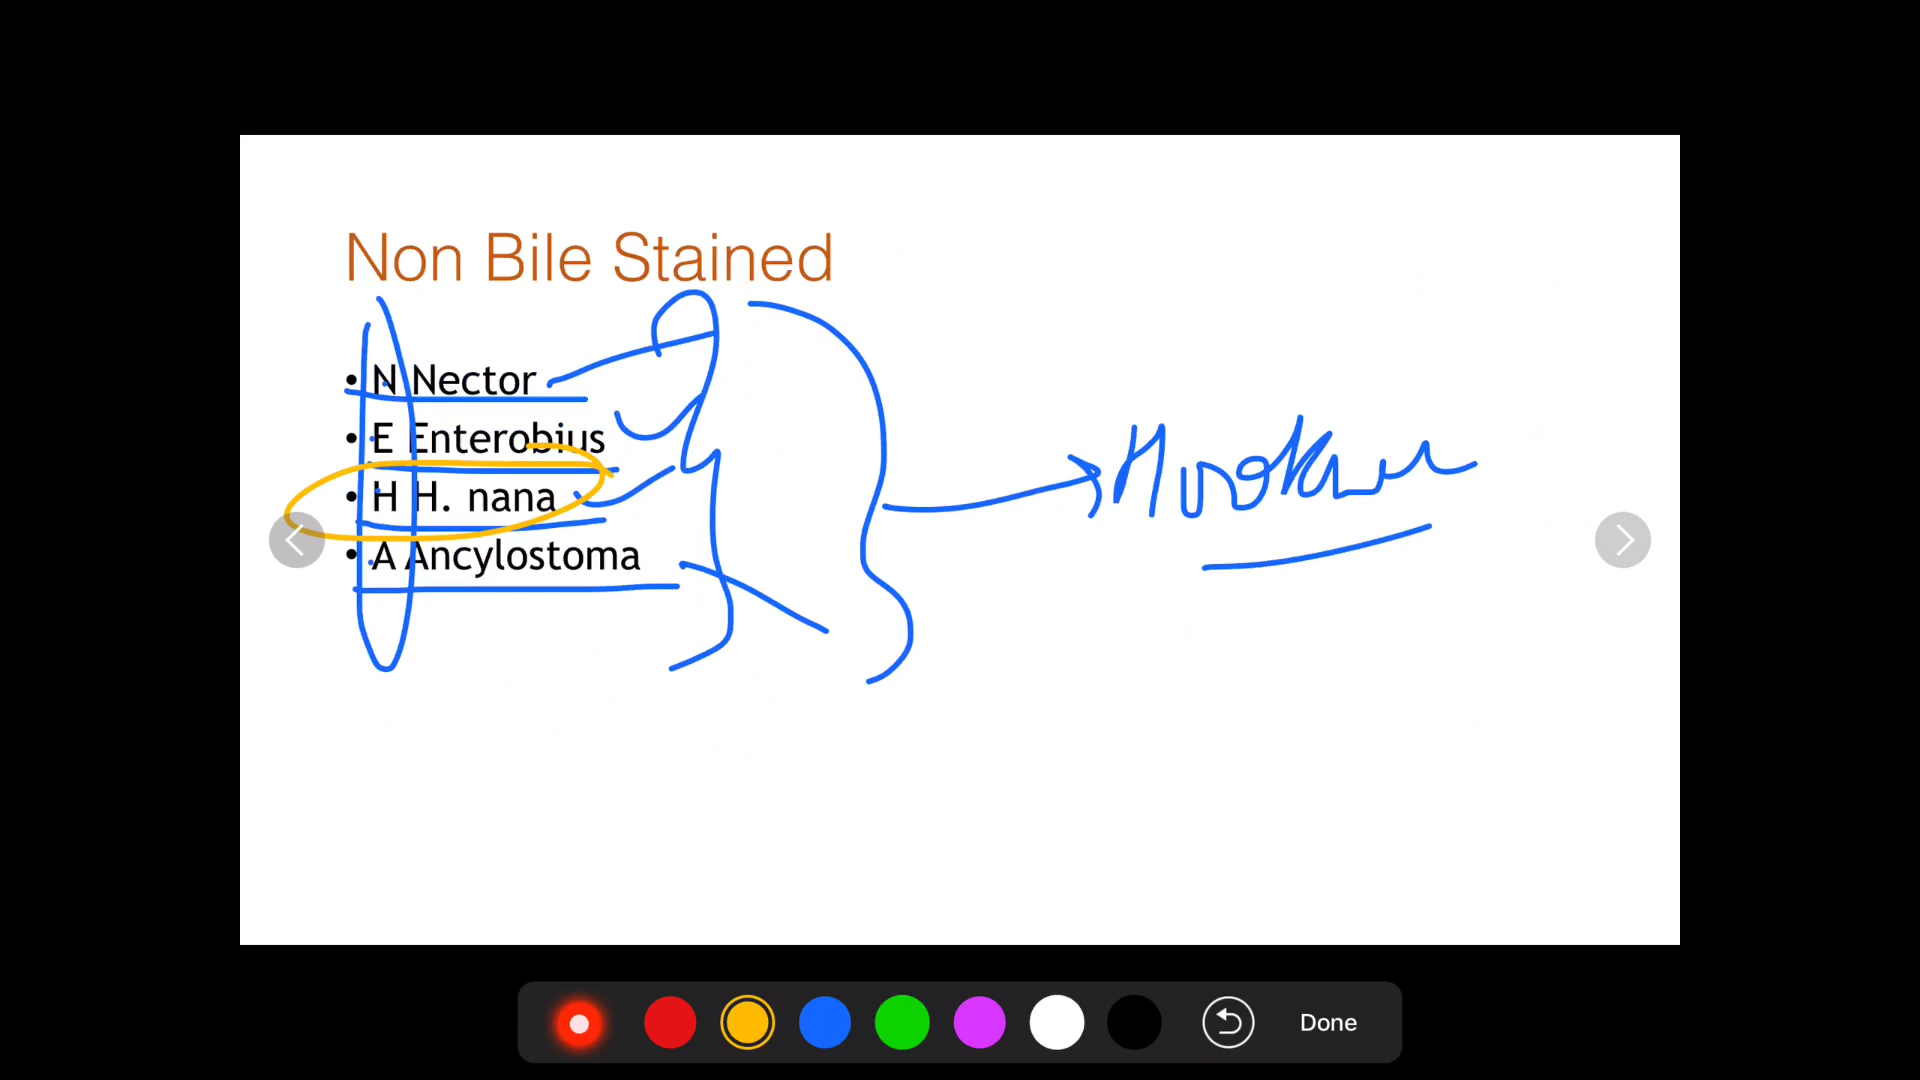 Non Bile Stained
• N Nector
• E Enterobius
• H H. nana
• A Ancylostoma
Done